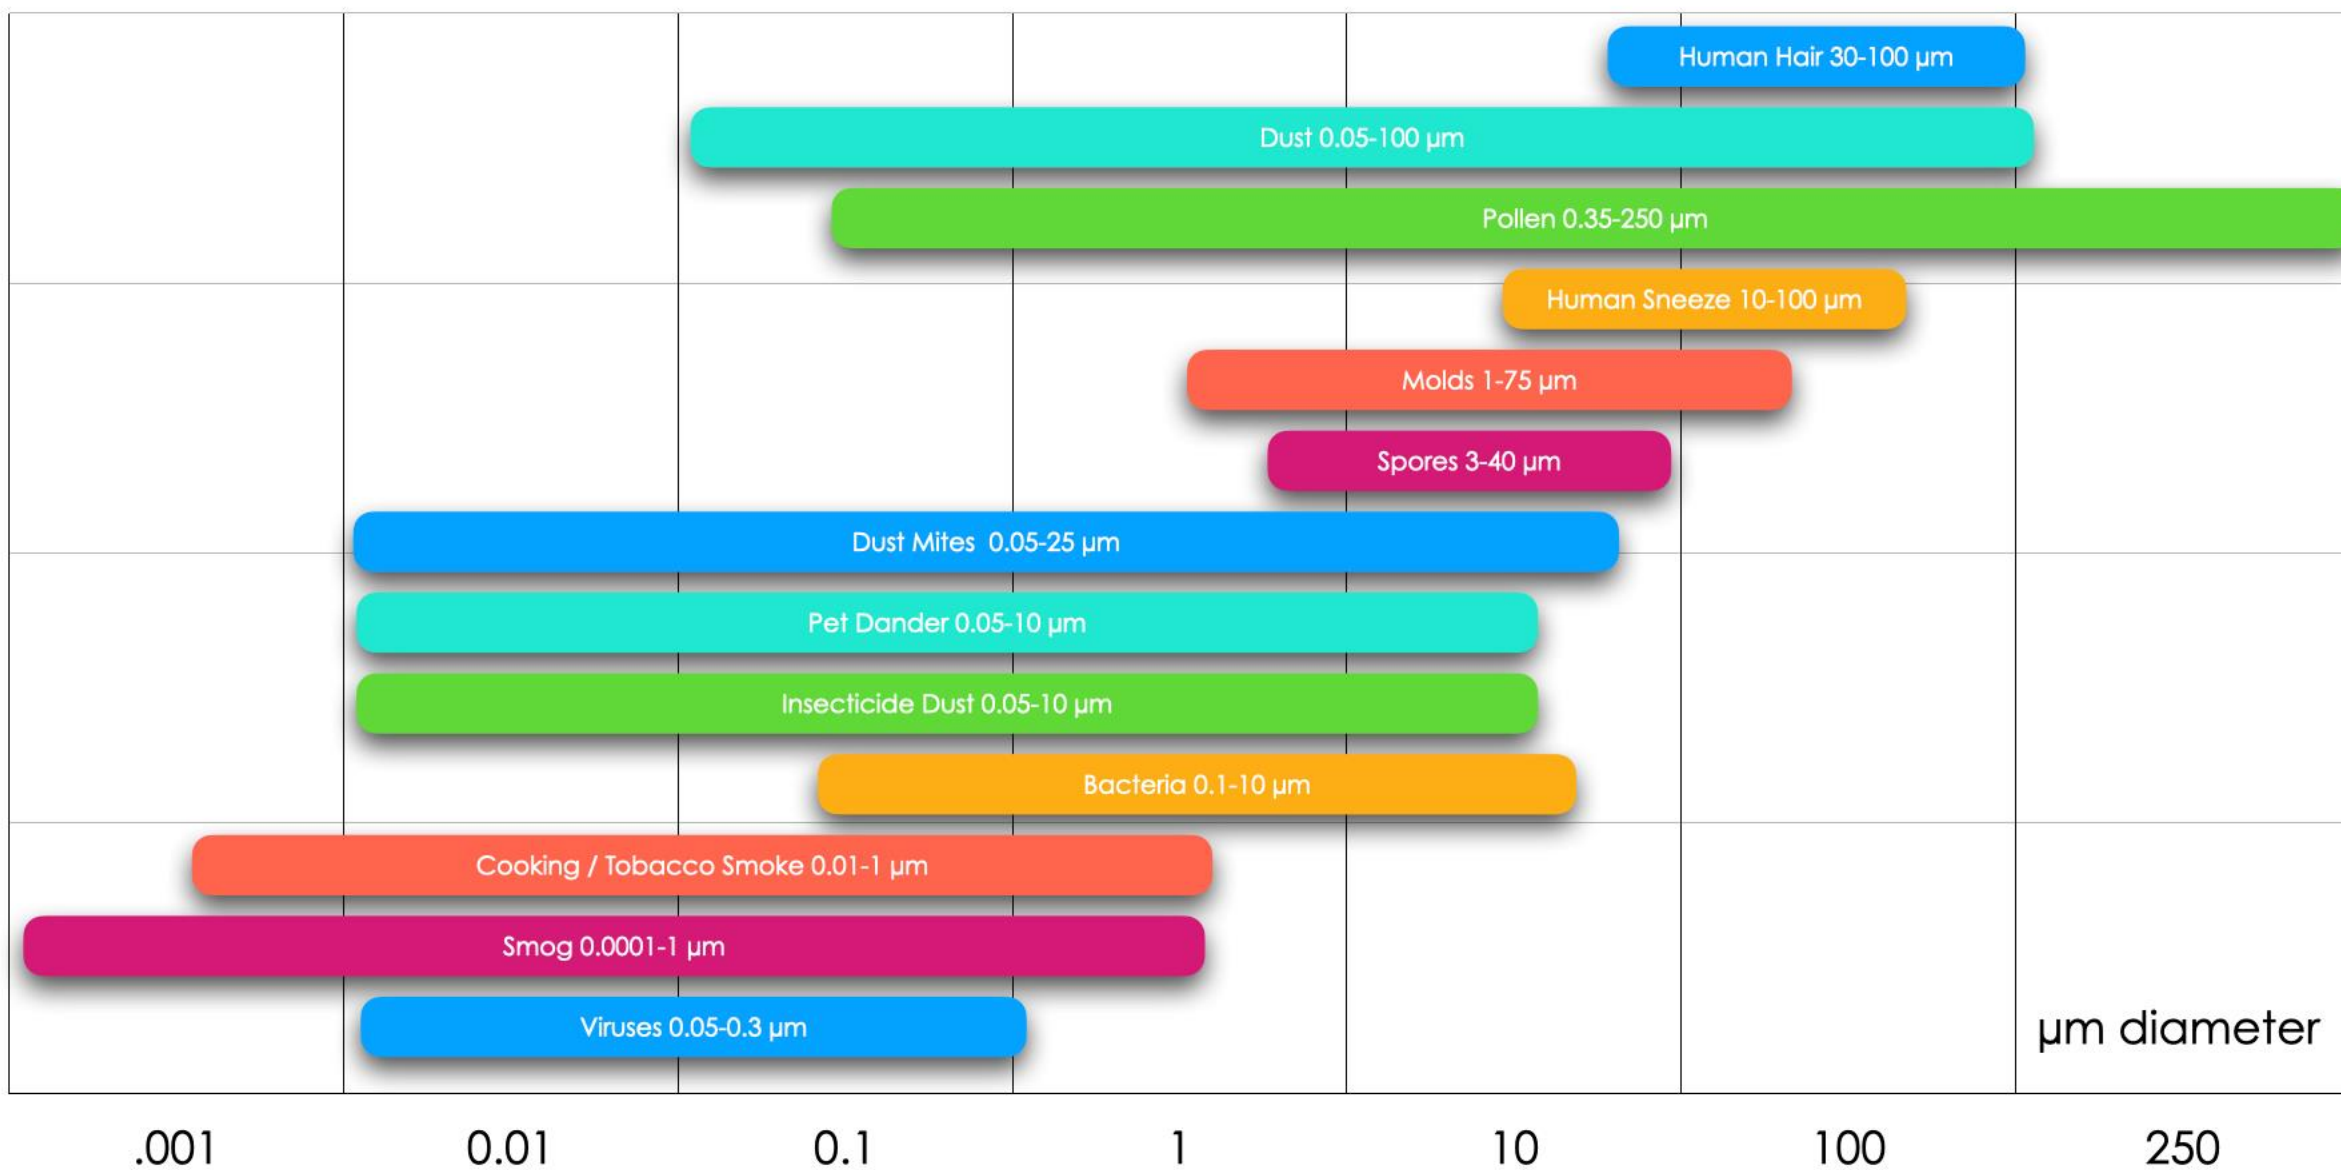 Human Hair 30-100 µm
Dust 0.05-100 µm
Pollen 0.35-250 µm
Human Sneeze 10-100 µm
Molds 1-75 µm
Spores 3-40 µm
Dust Mites  0.05-25 µm
Pet Dander 0.05-10 µm
Insecticide Dust 0.05-10 µm
Bacteria 0.1-10 µm
Cooking / Tobacco Smoke 0.01-1 µm
Smog 0.0001-1 µm
Viruses 0.05-0.3 µm
µm diameter
.001 0.01 0.1 1 10 100 250